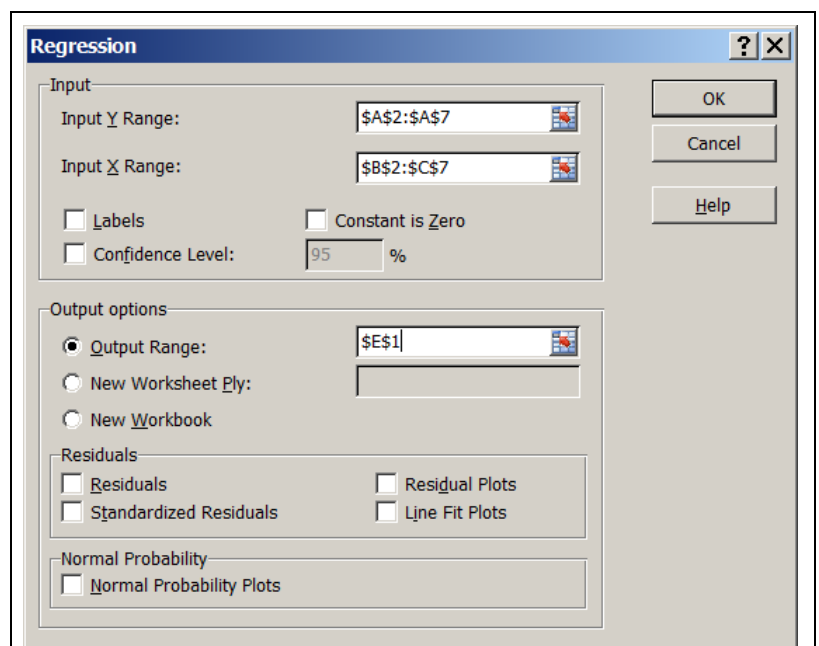 Regression
Input
Input Y Range: $A$2:$A$7
Input X Range: $B$2:$C$7
Labels Constant is Zero
Confidence Level: 95 %
OK
Cancel
Help
Output options
Output Range: $E$1
New Worksheet Ply:
New Workbook
Residuals
Residuals Residual Plots
Standardized Residuals Line Fit Plots
Normal Probability
Normal Probability Plots